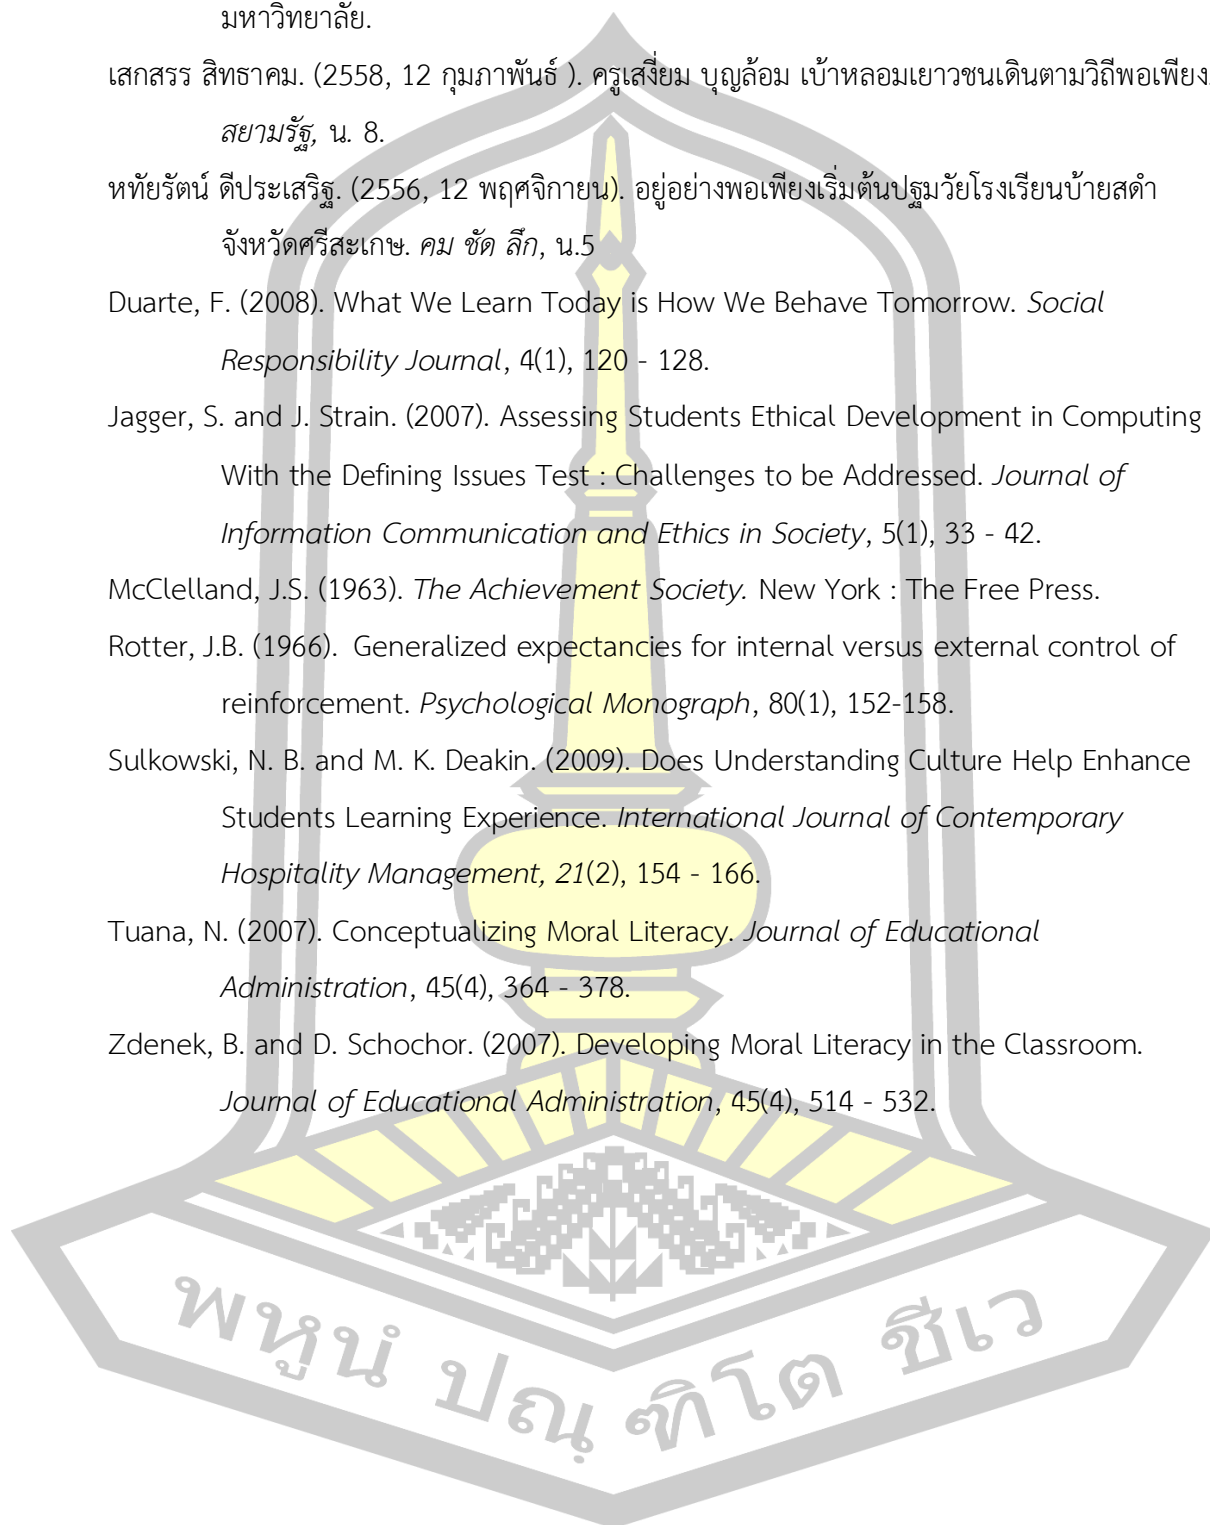 มหาวิทยาลัย.
เสกสรร สิทธาคม. (2558, 12 กุมภาพันธ์ ). ครูเสงี่ยม บุญล้อม เบ้าหลอมเยาวชนเดินตามวิถีพอเพียง.
สยามรัฐ, น. 8.
หทัยรัตน์ ดีประเสริฐ. (2556, 12 พฤศจิกายน). อยู่อย่างพอเพียงเริ่มต้นปฐมวัยโรงเรียนบ้ายสดำ
จังหวัดศรีสะเกษ. คม ชัด ลึก, น.5
Duarte, F. (2008). What We Learn Today is How We Behave Tomorrow. Social
Responsibility Journal, 4(1), 120 - 128.
Jagger, S. and J. Strain. (2007). Assessing Students Ethical Development in Computing
With the Defining Issues Test : Challenges to be Addressed. Journal of
Information Communication and Ethics in Society, 5(1), 33 - 42.
McClelland, J.S. (1963). The Achievement Society. New York : The Free Press.
Rotter, J.B. (1966). Generalized expectancies for internal versus external control of
reinforcement. Psychological Monograph, 80(1), 152-158.
Sulkowski, N. B. and M. K. Deakin. (2009). Does Understanding Culture Help Enhance
Students Learning Experience. International Journal of Contemporary
Hospitality Management, 21(2), 154 - 166.
Tuana, N. (2007). Conceptualizing Moral Literacy. Journal of Educational
Administration, 45(4), 364 - 378.
Zdenek, B. and D. Schochor. (2007). Developing Moral Literacy in the Classroom.
Journal of Educational Administration, 45(4), 514 - 532.
พหูนํ ปณฺฑิโต ชีเว